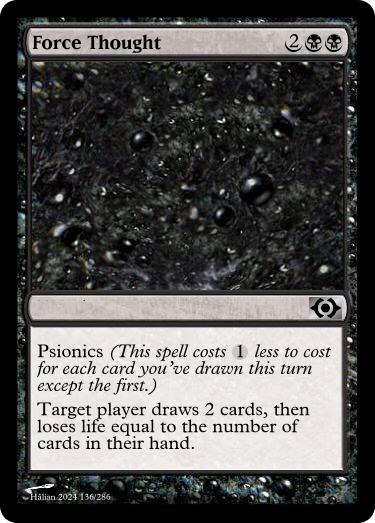 Force Thought 2
Psionics (This spell costs 1 less to cost
for each card you've drawn this turn
except the first.)
Target player draws 2 cards, then
loses life equal to the number of
cards in their hand.
Hálian 2024 136/286